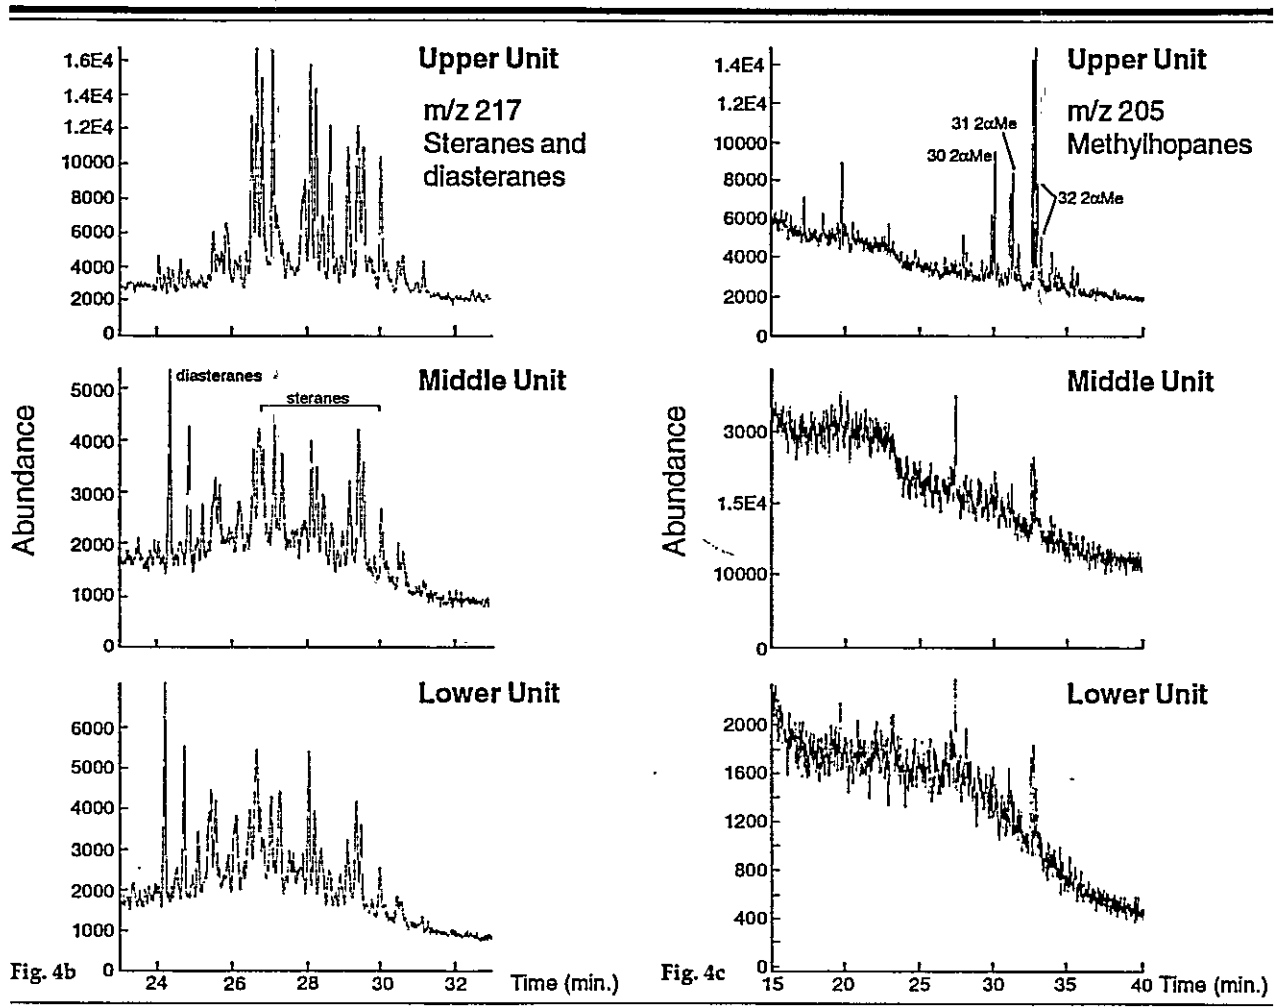 Upper Unit
m/z 217
Steranes and
diasteranes
1.6E4
1.4E4
1.2E4
10000
8000
6000
4000
2000
0
Upper Unit
m/z 205
Methylhopanes
1.4E4
1.2E4
10000
8000
6000
4000
2000
0
31 2αMe
30 2αMe
32 2αMe
Abundance
Middle Unit
diasteranes
steranes
5000
4000
3000
2000
1000
0
Abundance
Middle Unit
3000
1.5E4
10000
0
Lower Unit
6000
5000
4000
3000
2000
1000
0
Fig. 4b
24
26
28
30
32
Time (min.)
Lower Unit
2000
1600
1200
800
400
0
Fig. 4c
15
20
25
30
35
40
Time (min.)